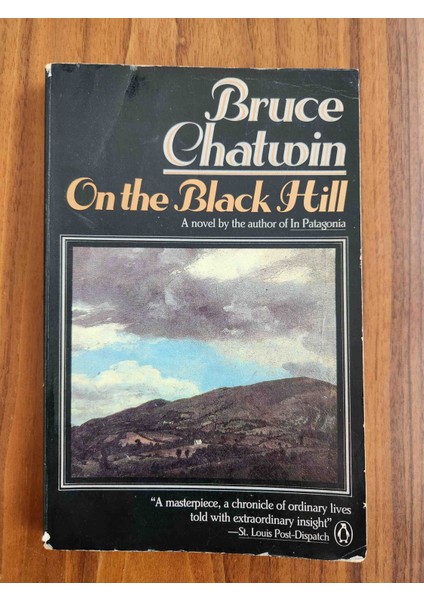 Bruce
Chatwin
On the Black Hill
A novel by the author of In Patagonia
“A masterpiece, a chronicle of ordinary lives
told with extraordinary insight”
—St. Louis Post-Dispatch